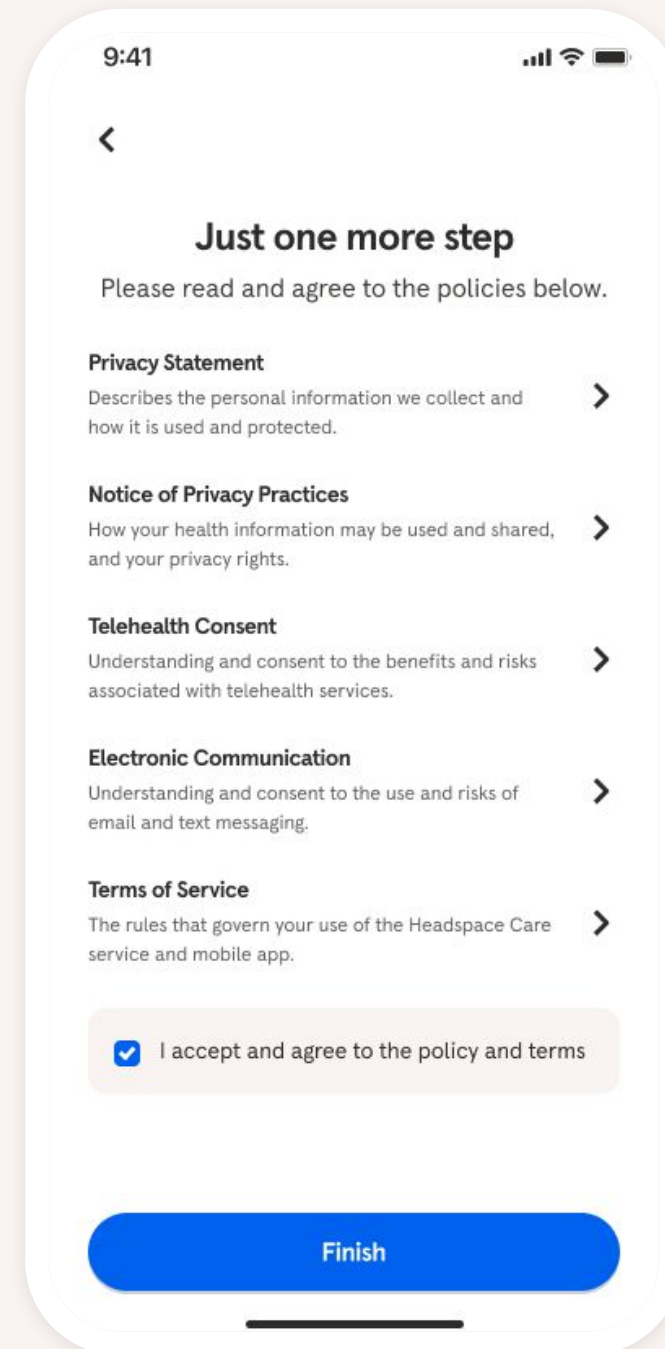 9:41
Just one more step
Please read and agree to the policies below.
Privacy Statement
Describes the personal information we collect and
how it is used and protected.
Notice of Privacy Practices
How your health information may be used and shared,
and your privacy rights.
Telehealth Consent
Understanding and consent to the benefits and risks
associated with telehealth services.
Electronic Communication
Understanding and consent to the use and risks of
email and text messaging.
Terms of Service
The rules that govern your use of the Headspace Care
service and mobile app.
I accept and agree to the policy and terms
Finish